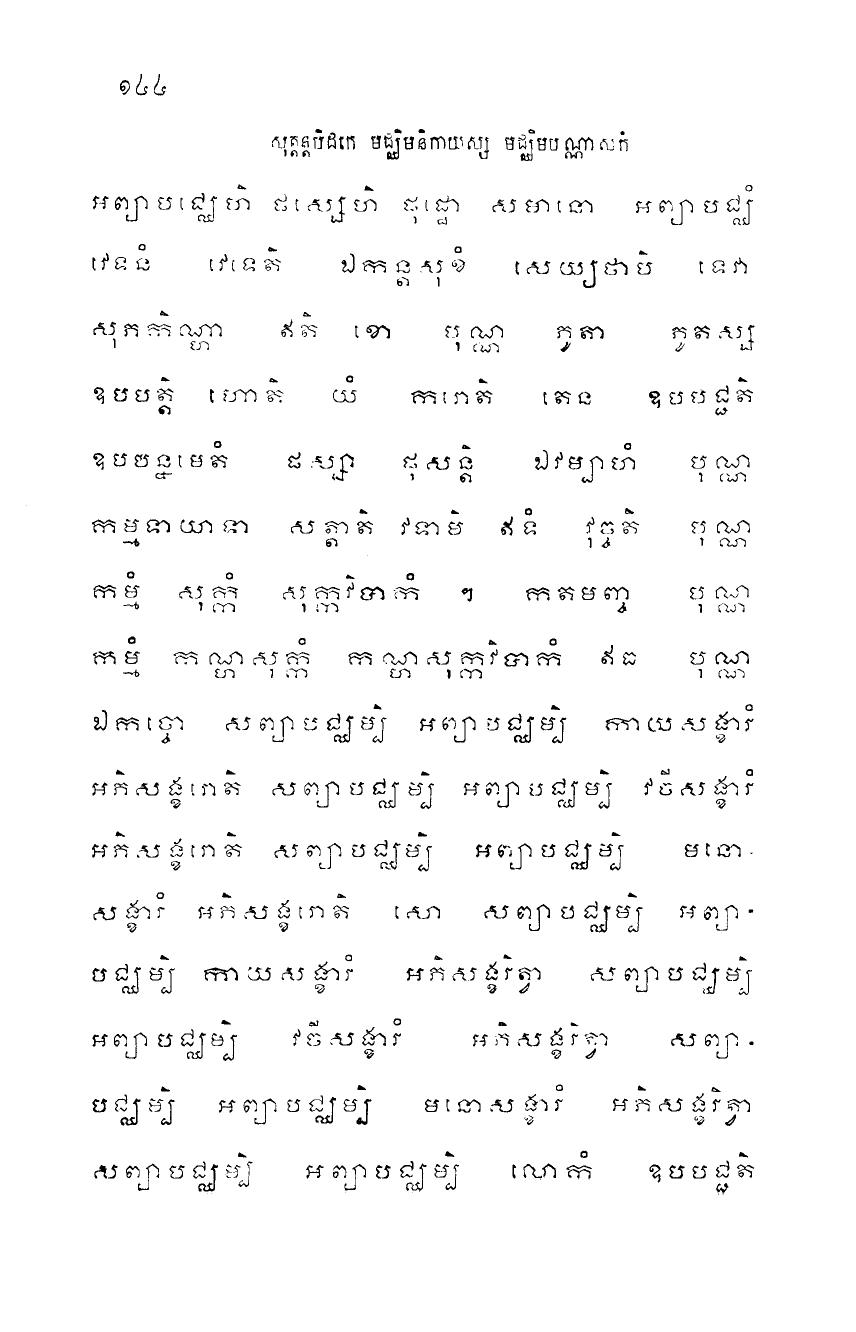 ១៤៤
សុត្តន្តបិដកេ មជ្ឈិមនិកាយស្ស មជ្ឈិមបណ្ណាសកំ
អព្យាបជ្ឈេហិ ផស្សេហិ ផុដ្ឋោ សមានោ អព្យាបជ្ឈំ
វេទនំ វេទេតិ ឯកន្តសុខំ សេយ្យថាបិ ទេវា
សុភកិណ្ហា ឥតិ ខោ បុណ្ណ ភូតា ភូតស្ស
ឧបបត្តិ ហោតិ យំ ករោតិ តេន ឧបបជ្ជតិ
ឧបបន្នមេតំ ផស្សា ផុសន្តិ ឯវម្បាហំ បុណ្ណ
កម្មទាយាទា សត្តាតិ វទាមិ ឥទំ វុច្ចតិ បុណ្ណ
កម្មំ សុក្កំ សុក្កវិបាកំ ។ កតមញ្ច បុណ្ណ
កម្មំ កណ្ហសុក្កំ កណ្ហសុក្កវិបាកំ ឥធ បុណ្ណ
ឯកច្ចោ សព្យាបជ្ឈម្បិ អព្យាបជ្ឈម្បិ កាយសង្ខារំ
អភិសង្ខរោតិ សព្យាបជ្ឈម្បិ អព្យាបជ្ឈម្បិ វចីសង្ខារំ
អភិសង្ខរោតិ សព្យាបជ្ឈម្បិ អព្យាបជ្ឈម្បិ មនោ-
សង្ខារំ អភិសង្ខរោតិ សោ សព្យាបជ្ឈម្បិ អព្យា-
បជ្ឈម្បិ កាយសង្ខារំ អភិសង្ខរិត្វា សព្យាបជ្ឈម្បិ
អព្យាបជ្ឈម្បិ វចីសង្ខារំ អភិសង្ខរិត្វា សព្យា-
បជ្ឈម្បិ អព្យាបជ្ឈម្បិ មនោសង្ខារំ អភិសង្ខរិត្វា
សព្យាបជ្ឈម្បិ អព្យាបជ្ឈម្បិ លោកំ ឧបបជ្ជតិ